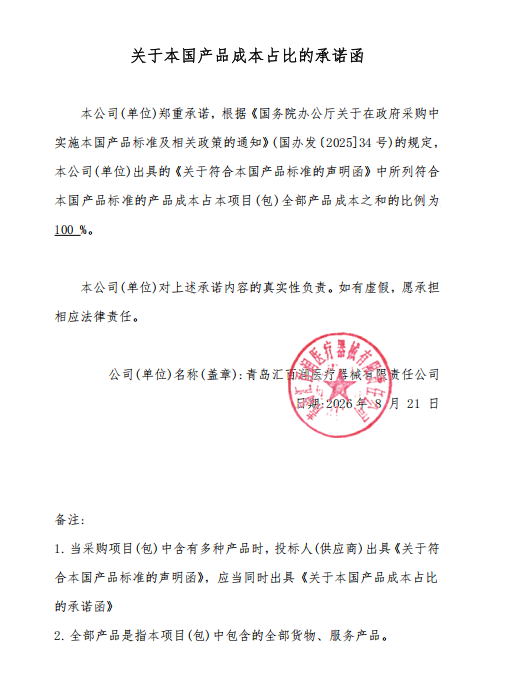 关于本国产品成本占比的承诺函
本公司(单位)郑重承诺，根据《国务院办公厅关于在政府采购中
实施本国产品标准及相关政策的通知》(国办发〔2025]34 号)的规定，
本公司(单位)出具的《关于符合本国产品标准的声明函》中所列符合
本国产品标准的产品成本占本项目(包)全部产品成本之和的比例为
100 %。
本公司(单位)对上述承诺内容的真实性负责。如有虚假，愿承担
相应法律责任。
公司(单位)名称(盖章):青岛汇百润医疗器械有限责任公司
日期:2026年 8 月 21 日
备注:
1. 当采购项目(包)中含有多种产品时，投标人(供应商)出具《关于符
合本国产品标准的声明函》，应当同时出具《关于本国产品成本占比
的承诺函》
2. 全部产品是指本项目(包)中包含的全部货物、服务产品。